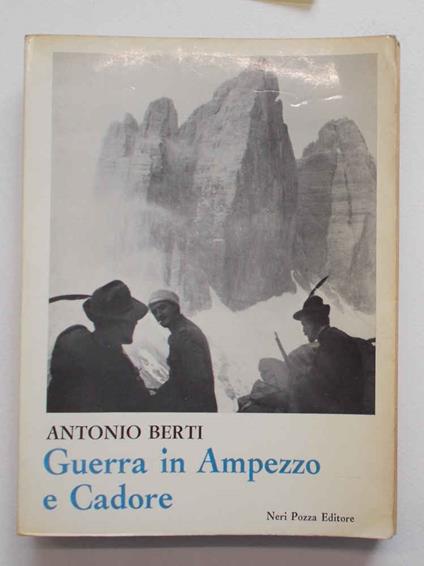 ANTONIO BERTI
Guerra in Ampezzo
e Cadore
Neri Pozza Editore